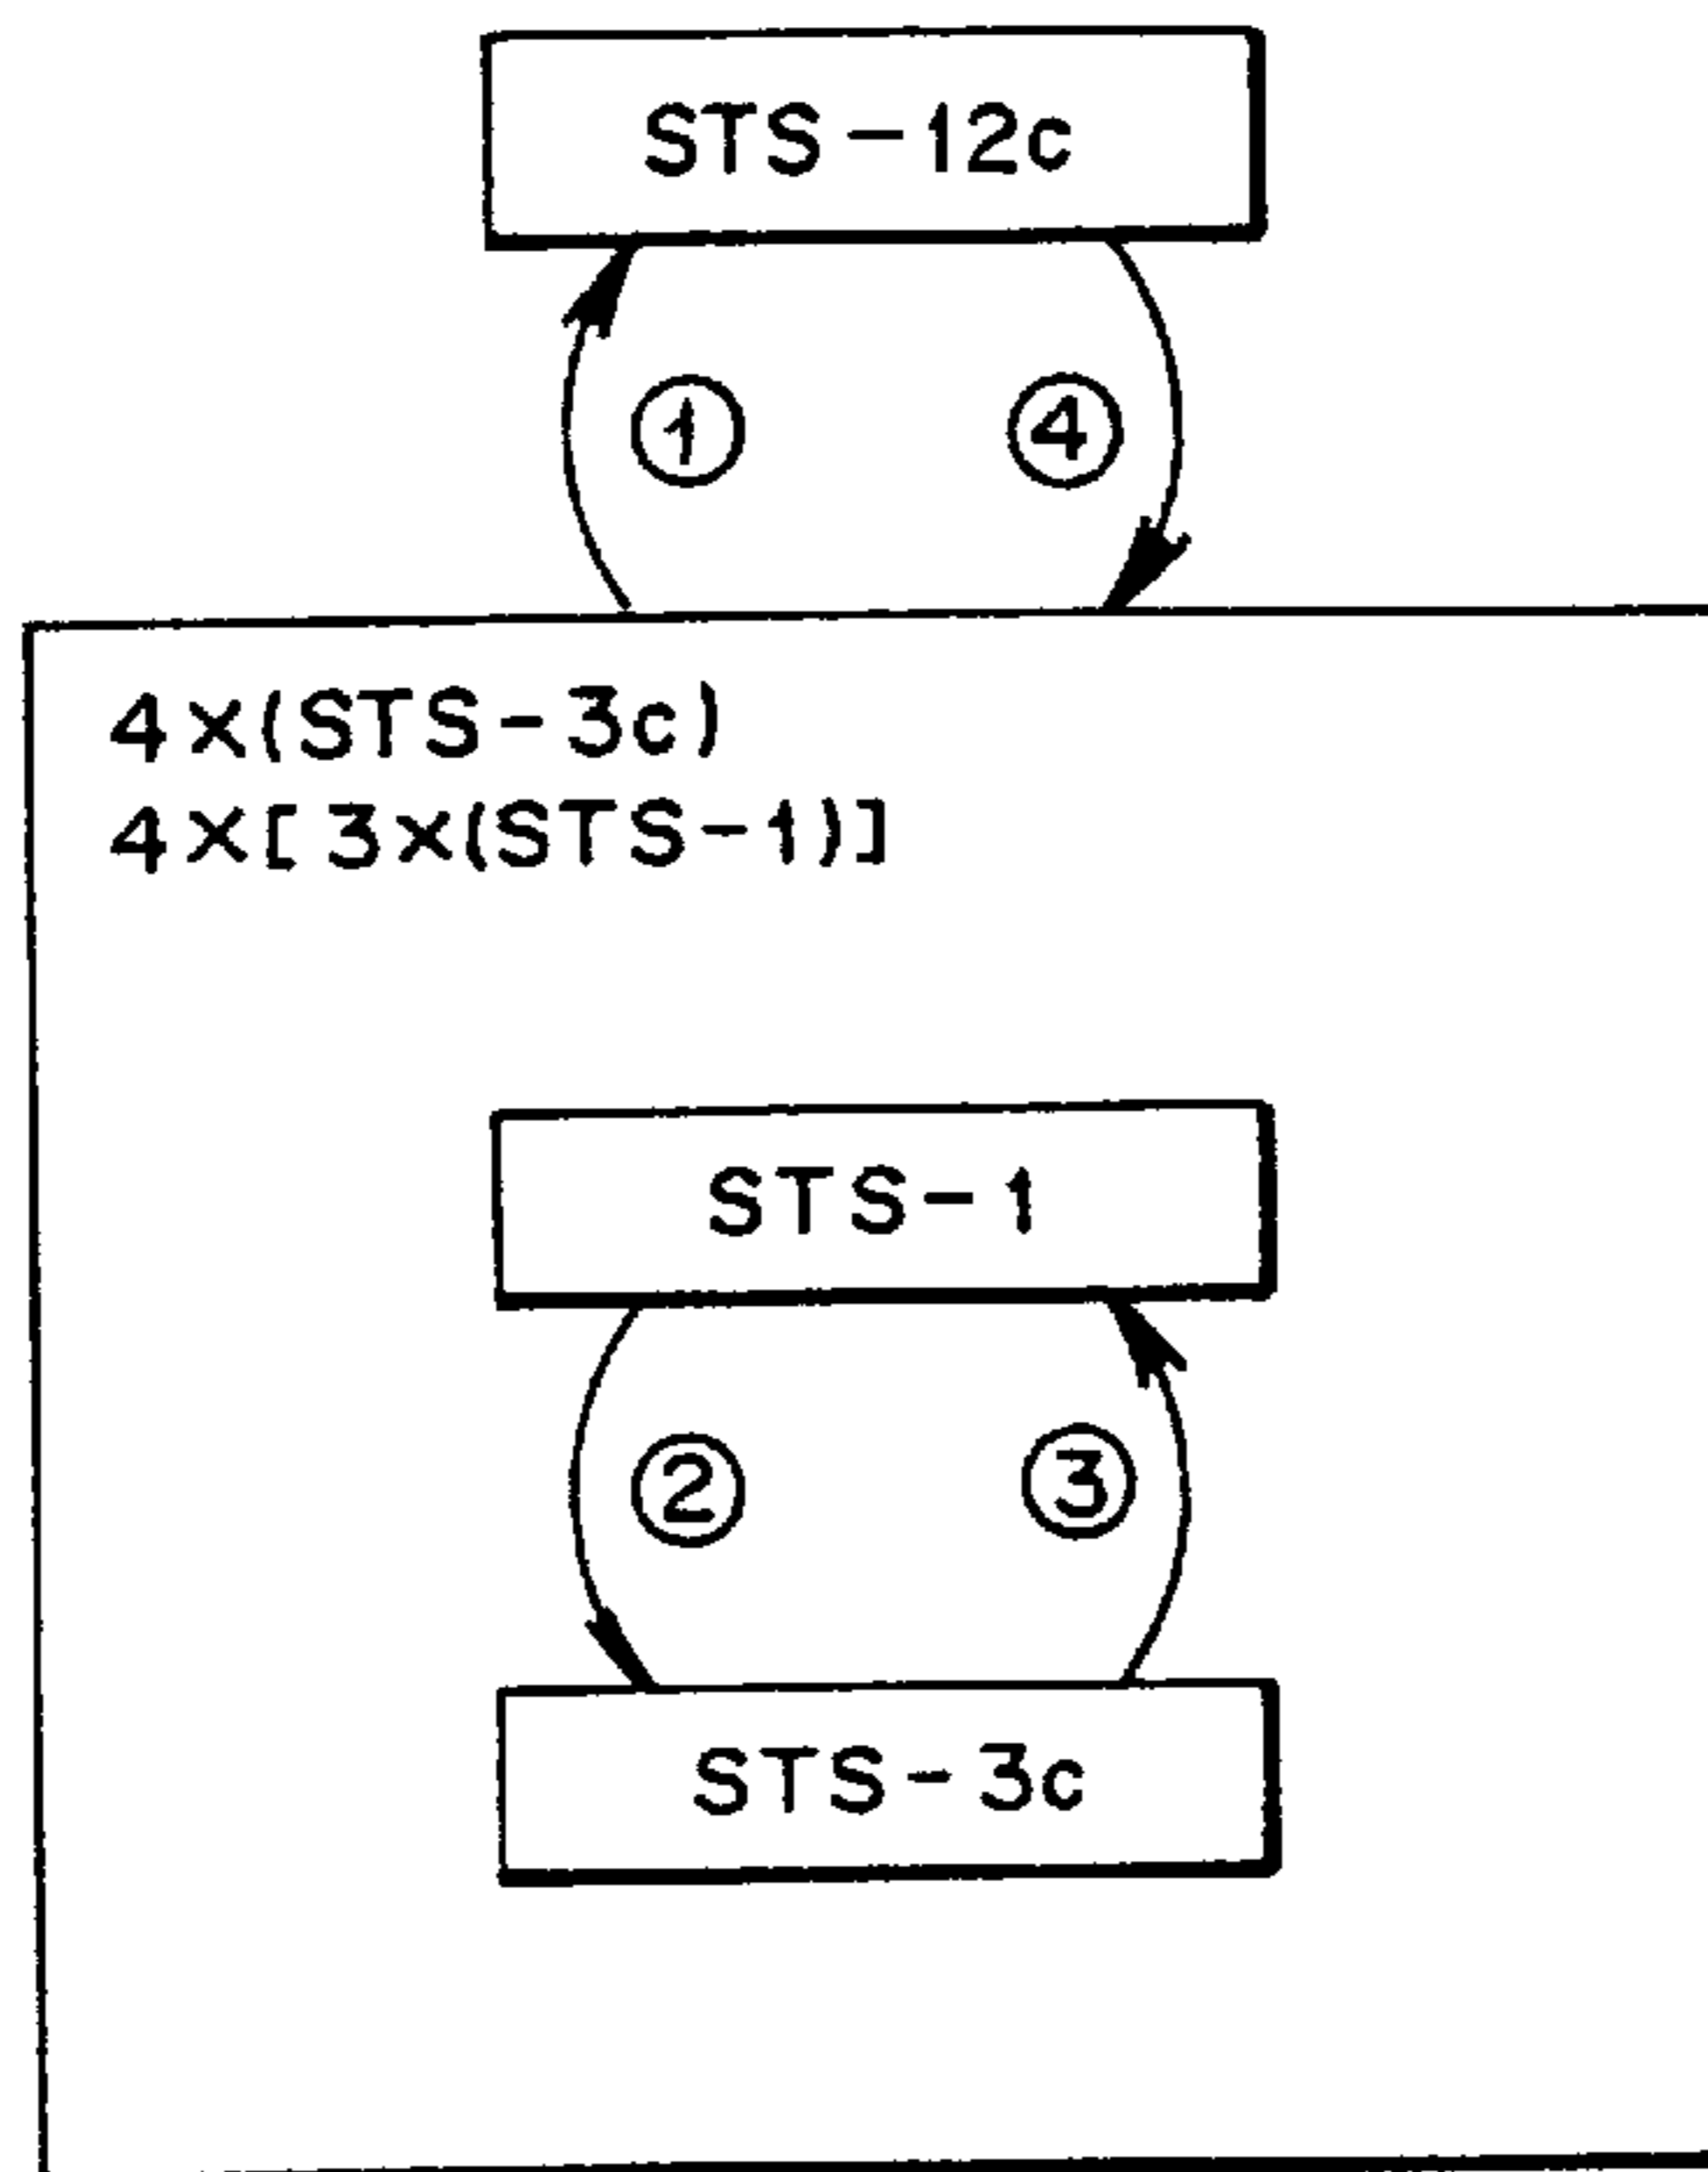 STS-12c
① ④
4×(STS-3c)
4×[3×(STS-1)]
STS-1
② ③
STS-3c